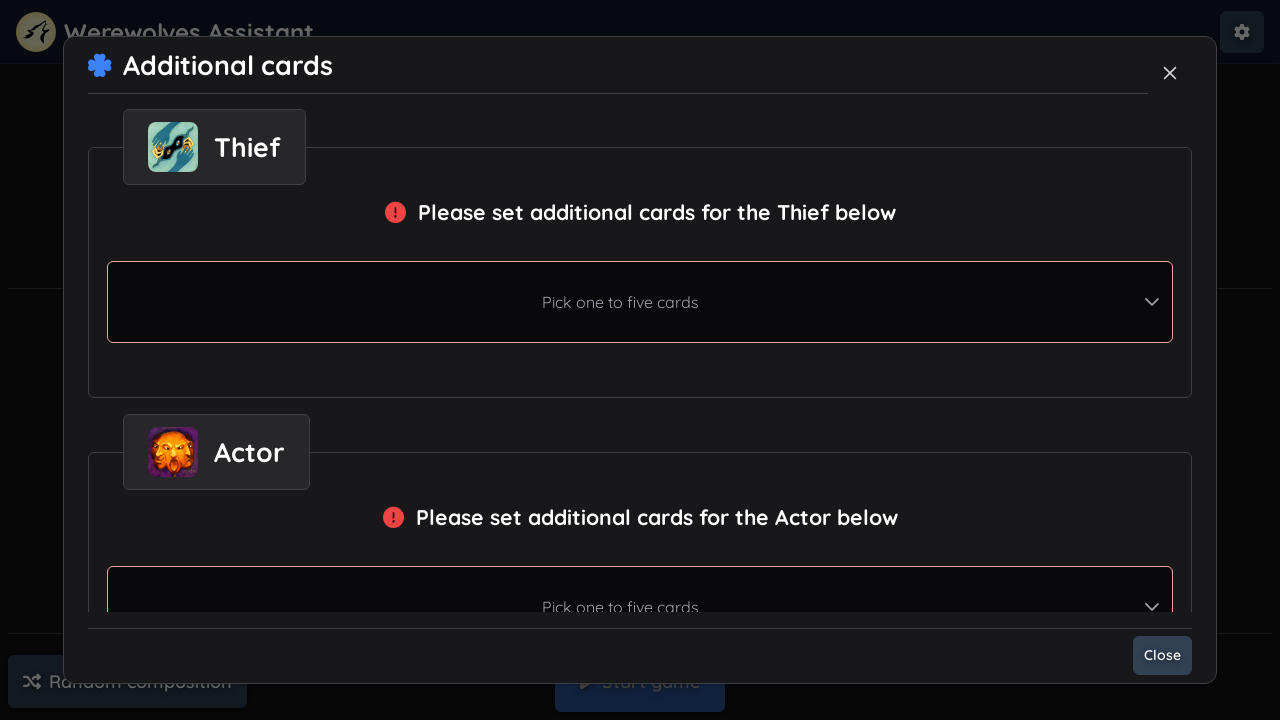 Werewolves Assistant
Additional cards
Thief
Please set additional cards for the Thief below
Pick one to five cards
Actor
Please set additional cards for the Actor below
Pick one to five cards
Close
Random composition
Start game